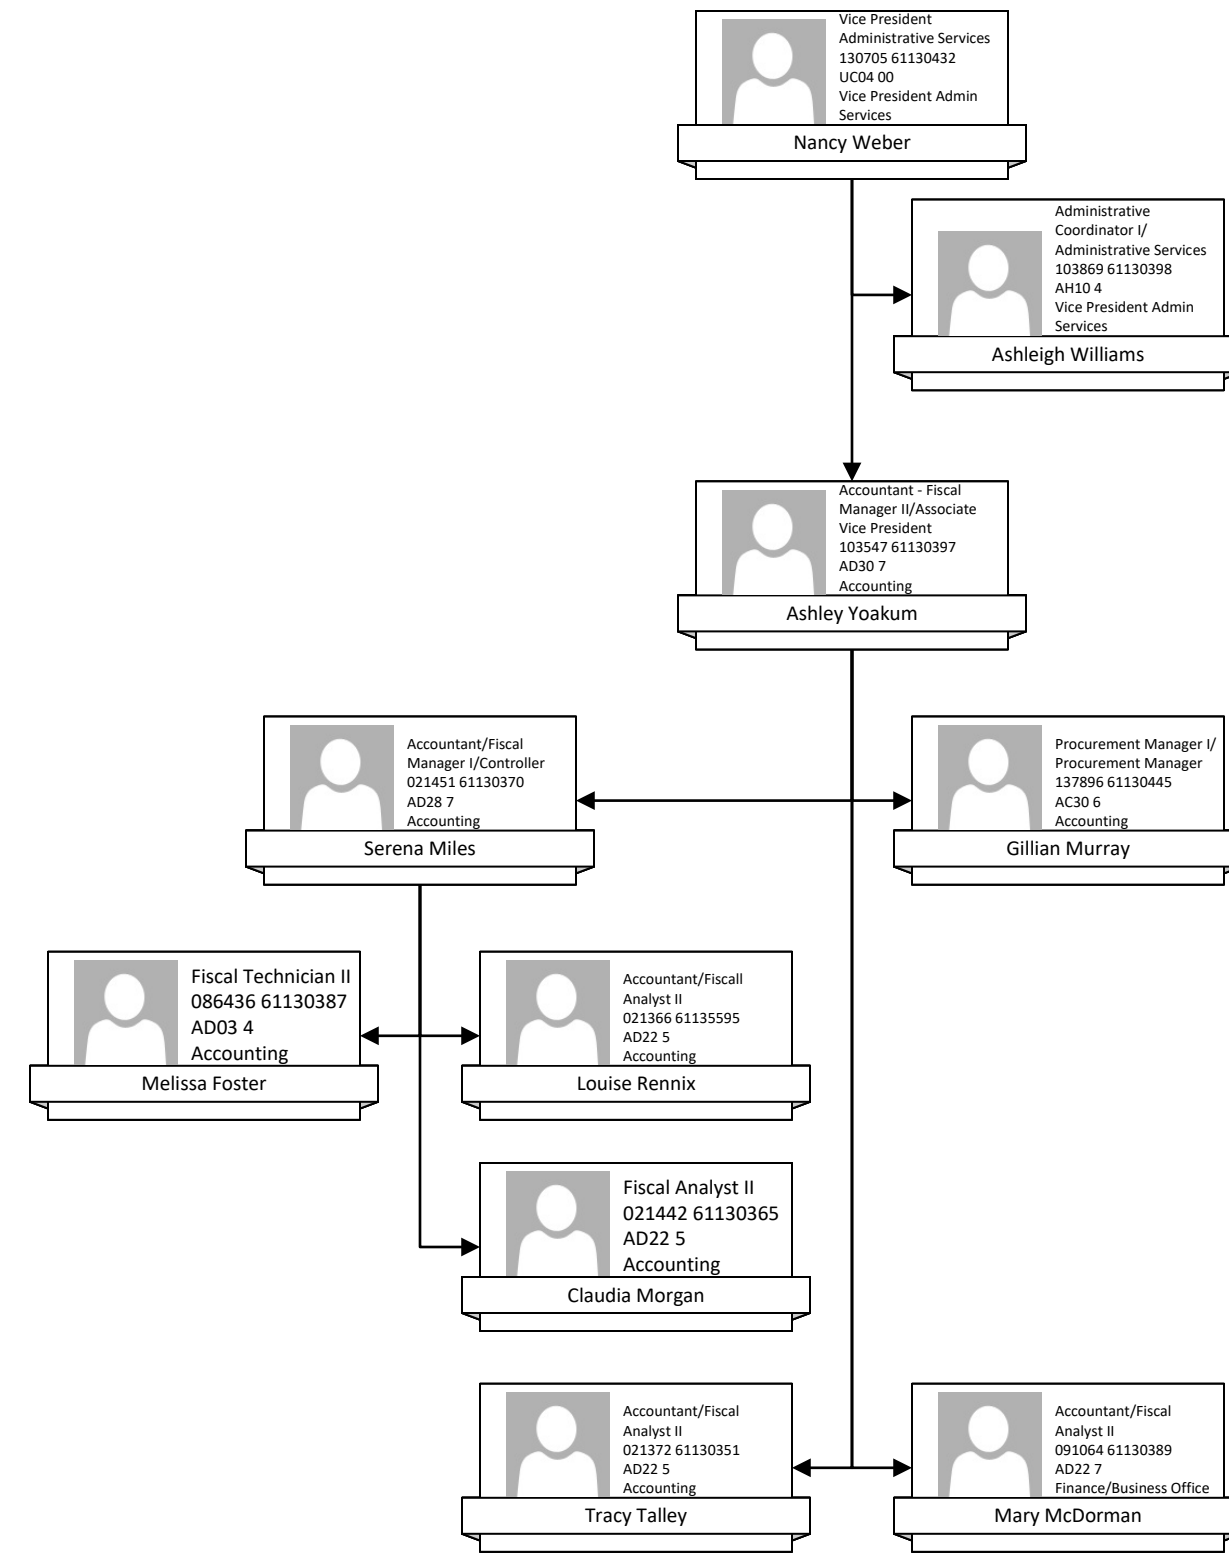 Vice President
Administrative Services
130705 61130432
UC04 00
Vice President Admin
Services
Nancy Weber
Administrative
Coordinator I/
Administrative Services
103869 61130398
AH10 4
Vice President Admin
Services
Ashleigh Williams
Accountant - Fiscal
Manager II/Associate
Vice President
103547 61130397
AD30 7
Accounting
Ashley Yoakum
Accountant/Fiscal
Manager I/Controller
021451 61130370
AD28 7
Accounting
Serena Miles
Procurement Manager I/
Procurement Manager
137896 61130445
AC30 6
Accounting
Gillian Murray
Fiscal Technician II
086436 61130387
AD03 4
Accounting
Melissa Foster
Accountant/Fiscall
Analyst II
021366 61135595
AD22 5
Accounting
Louise Rennix
Fiscal Analyst II
021442 61130365
AD22 5
Accounting
Claudia Morgan
Accountant/Fiscal
Analyst II
021372 61130351
AD22 5
Accounting
Tracy Talley
Accountant/Fiscal
Analyst II
091064 61130389
AD22 7
Finance/Business Office
Mary McDorman